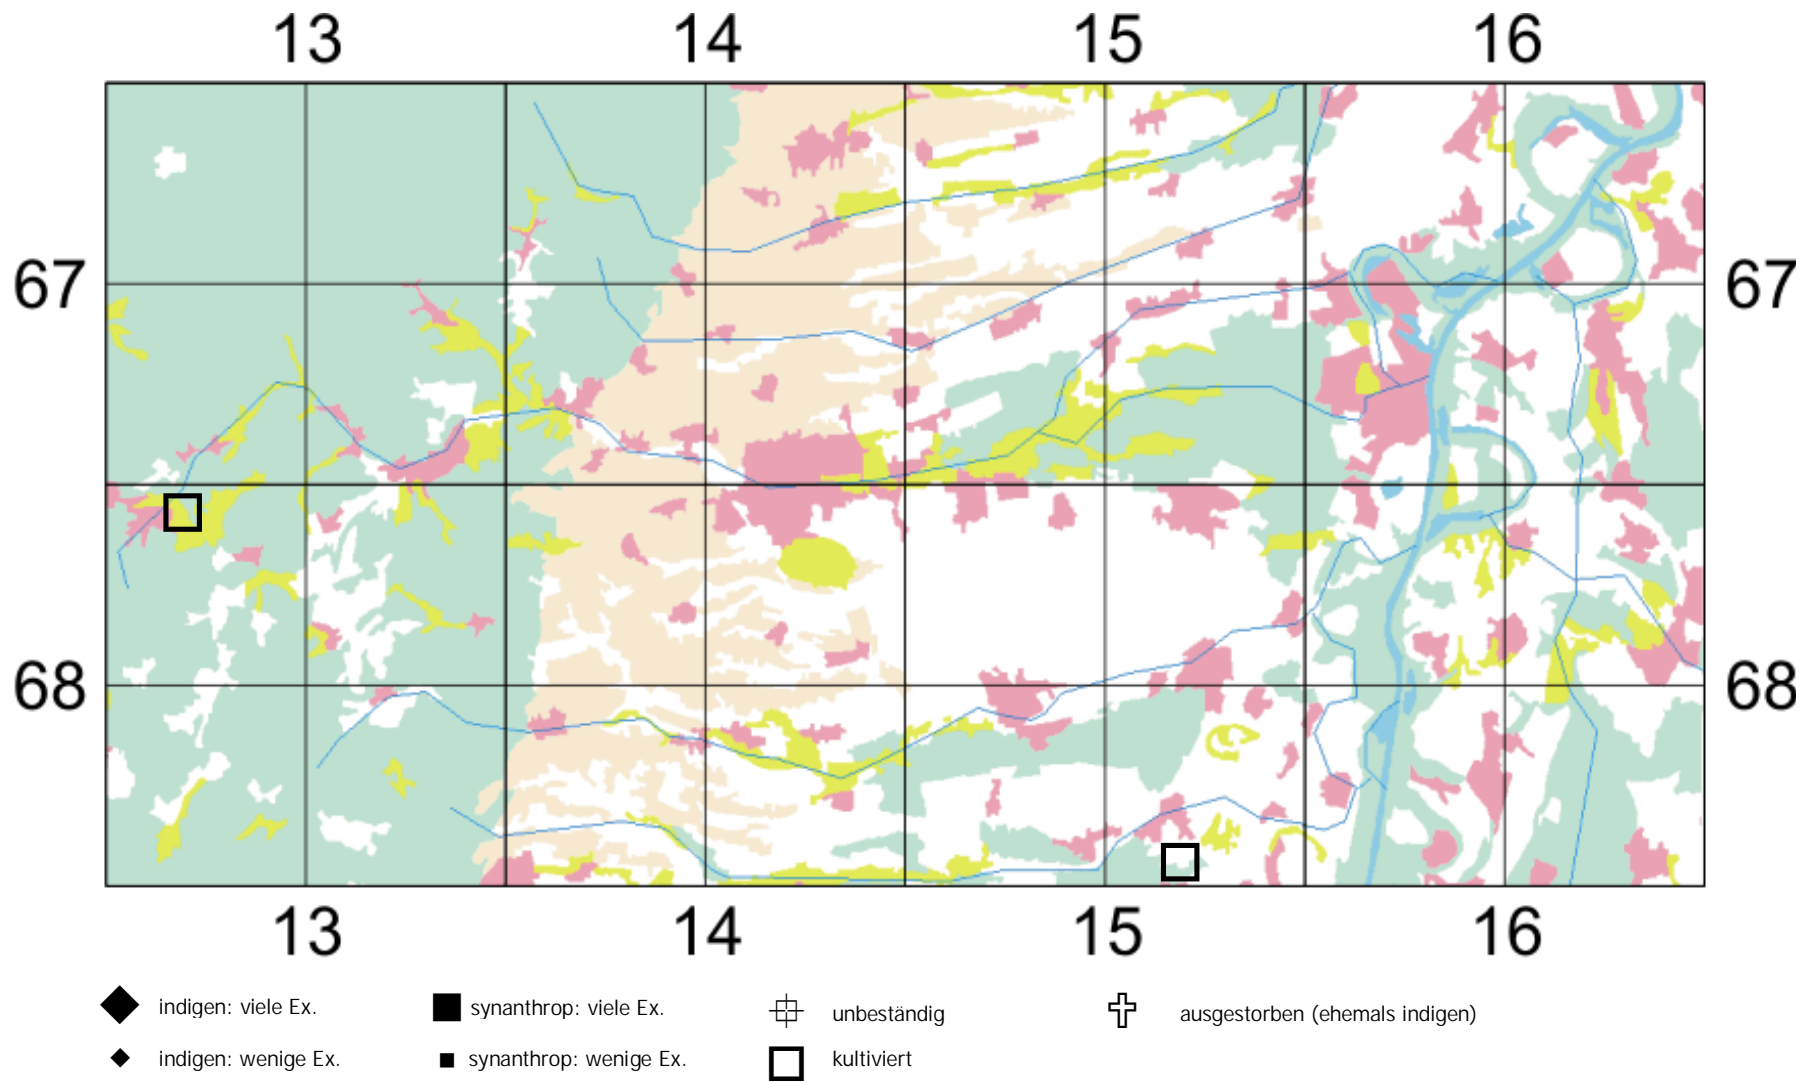 13 14 15 16
67 67
68 68
13 14 15 16
indigen: viele Ex. synanthrop: viele Ex. unbeständig ausgestorben (ehemals indigen)
indigen: wenige Ex. synanthrop: wenige Ex. kultiviert